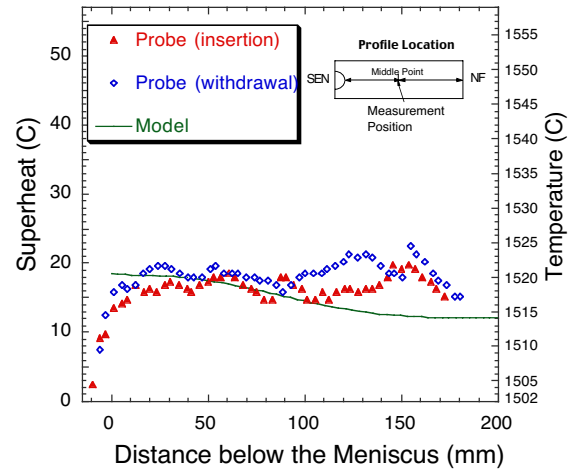 Probe (insertion)
Probe (withdrawal)
Model
Profile Location
SEN
Middle Point
NF
Measurement
Position
Superheat (C)
50
40
30
20
10
0
Temperature (C)
1555
1550
1545
1540
1535
1530
1525
1520
1515
1510
1505
1502
0
50
100
150
200
Distance below the Meniscus (mm)